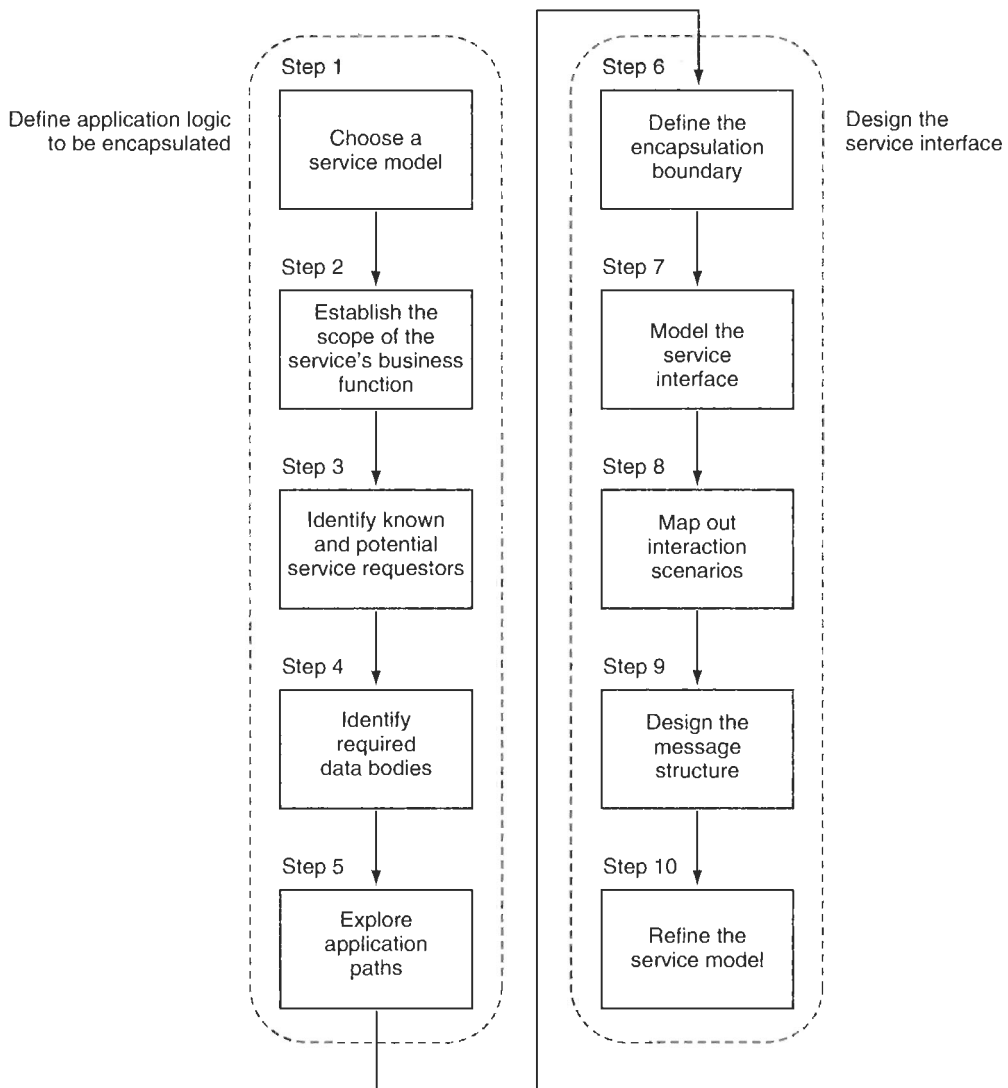 Define application logic
to be encapsulated
Step 1
Choose a
service model
Step 2
Establish the
scope of the
service's business
function
Step 3
Identify known
and potential
service requestors
Step 4
Identify
required
data bodies
Step 5
Explore
application
paths
Design the
service interface
Step 6
Define the
encapsulation
boundary
Step 7
Model the
service
interface
Step 8
Map out
interaction
scenarios
Step 9
Design the
message
structure
Step 10
Refine the
service model